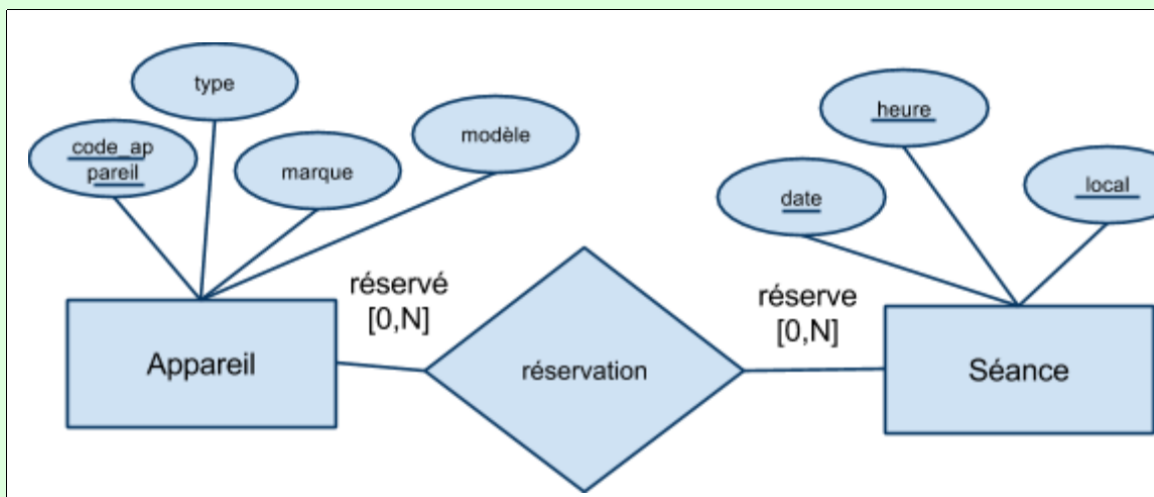 type
heure
code_ap
pareil
modèle
marque
local
date
réservé
[0,N]
réserve
[0,N]
Appareil
réservation
Séance